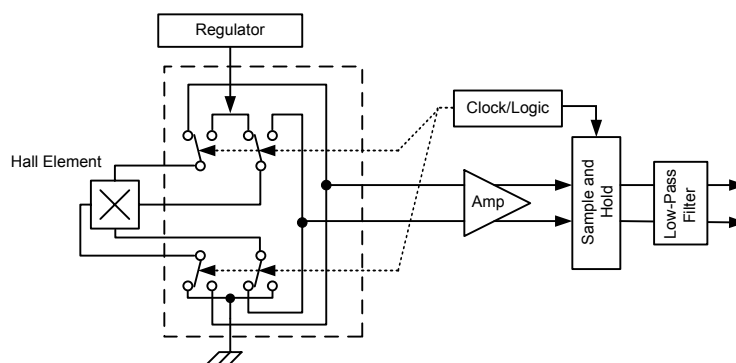 Regulator
Clock/Logic
Hall Element
Amp
Sample and
Hold
Low-Pass
Filter